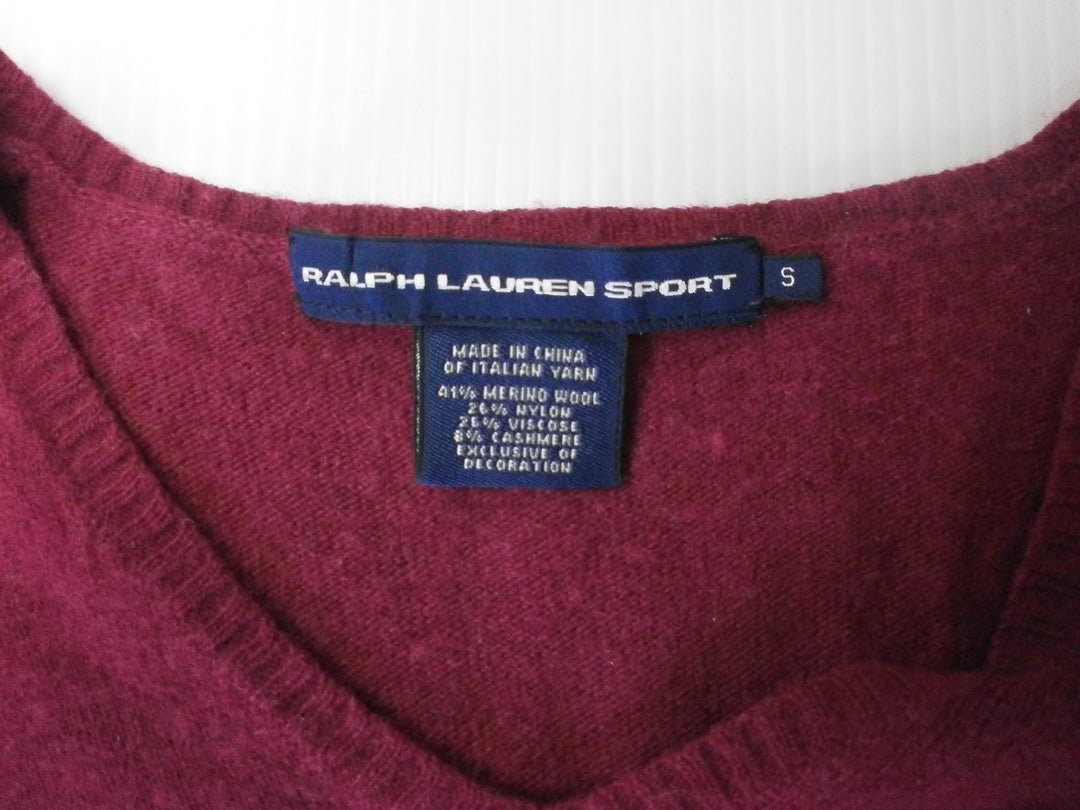 RALPH LAUREN SPORT
S
MADE IN CHINA
OF ITALIAN YARN
41% MERINO WOOL
26% NYLON
25% VISCOSE
8% CASHMERE
EXCLUSIVE OF
DECORATION